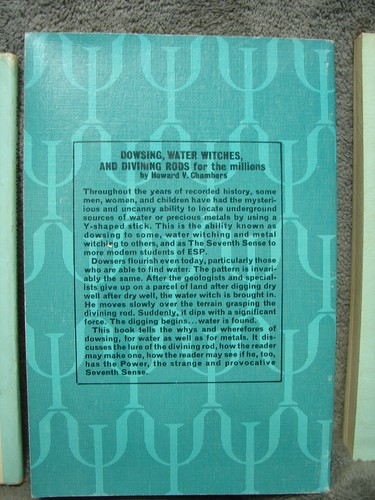 DOWSING, WATER WITCHES,
AND DIVINING RODS for the millions
by Howard V. Chambers
Throughout the years of recorded history, some
men, women, and children have had the myster-
ious and uncanny ability to locate underground
sources of water or precious metals by using a
Y-shaped stick. This is the ability known as
dowsing to some, water witching and metal
witching to others, and as The Seventh Sense to
more modern students of ESP.
Dowsers flourish even today, particularly those
who are able to find water. The pattern is invari-
ably the same. After the geologists and special-
ists give up on a parcel of land after digging dry
well after dry well, the water witch is brought in.
He moves slowly over the terrain grasping the
divining rod. Suddenly, it dips with a significant
force. The digging begins...water is found.
This book tells the whys and wherefores of
dowsing, for water as well as for metals. It dis-
cusses the lure of the divining rod, how the reader
may make one, how the reader may see if he, too,
has the Power, the strange and provocative
Seventh Sense.